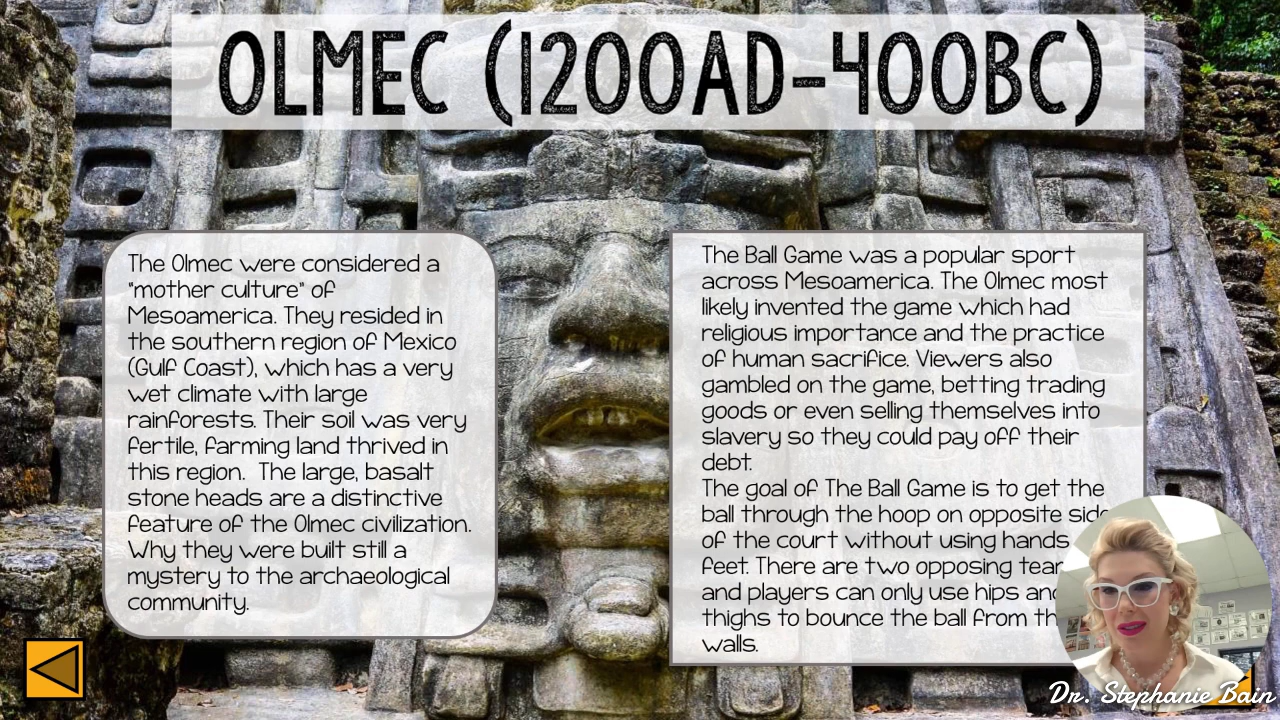 OLMEC (1200AD-400BC)
The Olmec were considered a
"mother culture" of
Mesoamerica. They resided in
the southern region of Mexico
(Gulf Coast), which has a very
wet climate with large
rainforests. Their soil was very
fertile, farming land thrived in
this region.  The large, basalt
stone heads are a distinctive
feature of the Olmec civilization.
Why they were built still a
mystery to the archaeological
community.
The Ball Game was a popular sport
across Mesoamerica. The Olmec most
likely invented the game which had
religious importance and the practice
of human sacrifice. Viewers also
gambled on the game, betting trading
goods or even selling themselves into
slavery so they could pay off their
debt.
The goal of The Ball Game is to get the
ball through the hoop on opposite side
of the court without using hands
feet. There are two opposing
and players can only use hips
thighs to bounce the ball from
walls.
Dr. Stephanie Bain